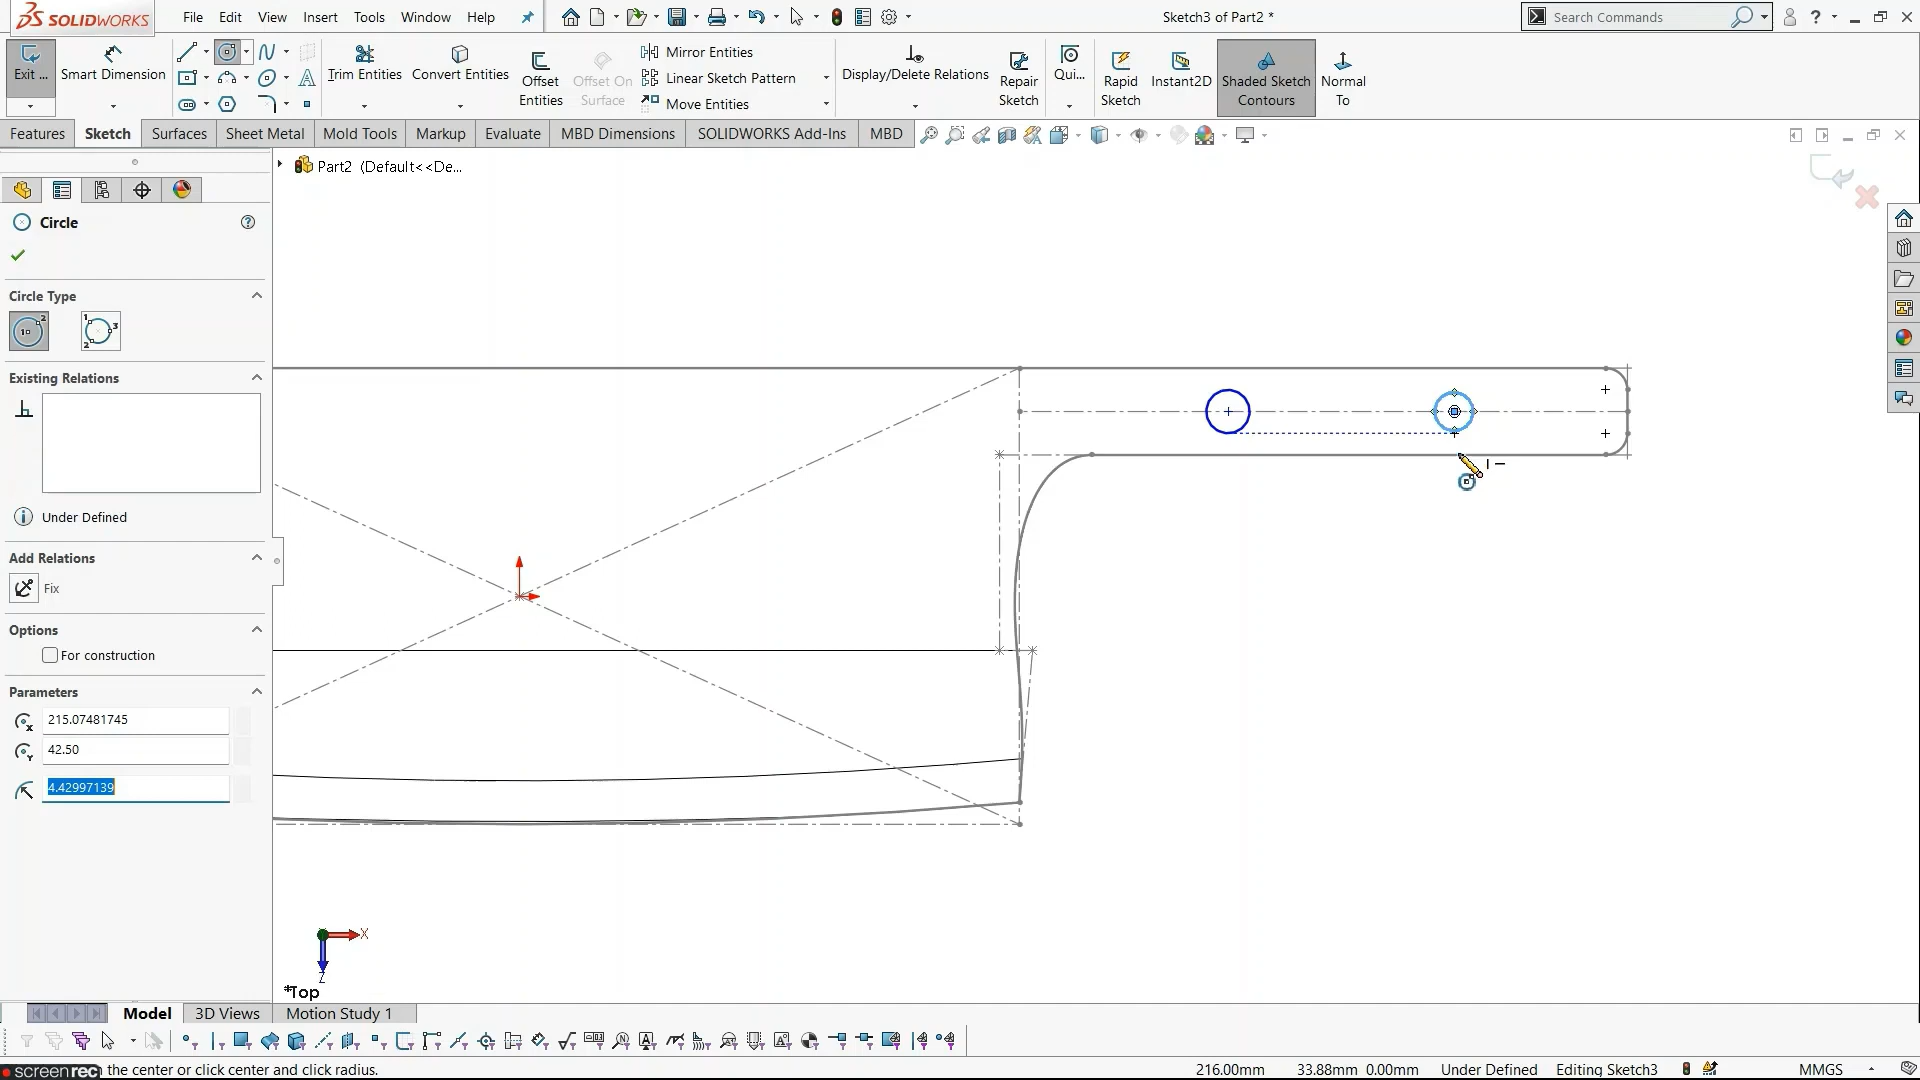 SOLIDWORKS
File Edit View Insert Tools Window Help
Sketch3 of Part2 *
Search Commands
Exit ...
Smart Dimension
Trim Entities
Convert Entities
Offset Entities
Offset On Surface
Mirror Entities
Linear Sketch Pattern
Move Entities
Display/Delete Relations
Repair Sketch
Qui...
Rapid Sketch
Instant2D
Shaded Sketch Contours
Normal To
Features Sketch Surfaces Sheet Metal Mold Tools Markup Evaluate MBD Dimensions SOLIDWORKS Add-Ins MBD
Part2 (Default<<De...
Circle
Circle Type
Existing Relations
Under Defined
Add Relations
Fix
Options
For construction
Parameters
215.07481745
42.50
4.42997139
X
Z
*Top
Model 3D Views Motion Study 1
screenrec
the center or click center and click radius.
216.00mm 33.88mm 0.00mm Under Defined Editing Sketch3 MMGS